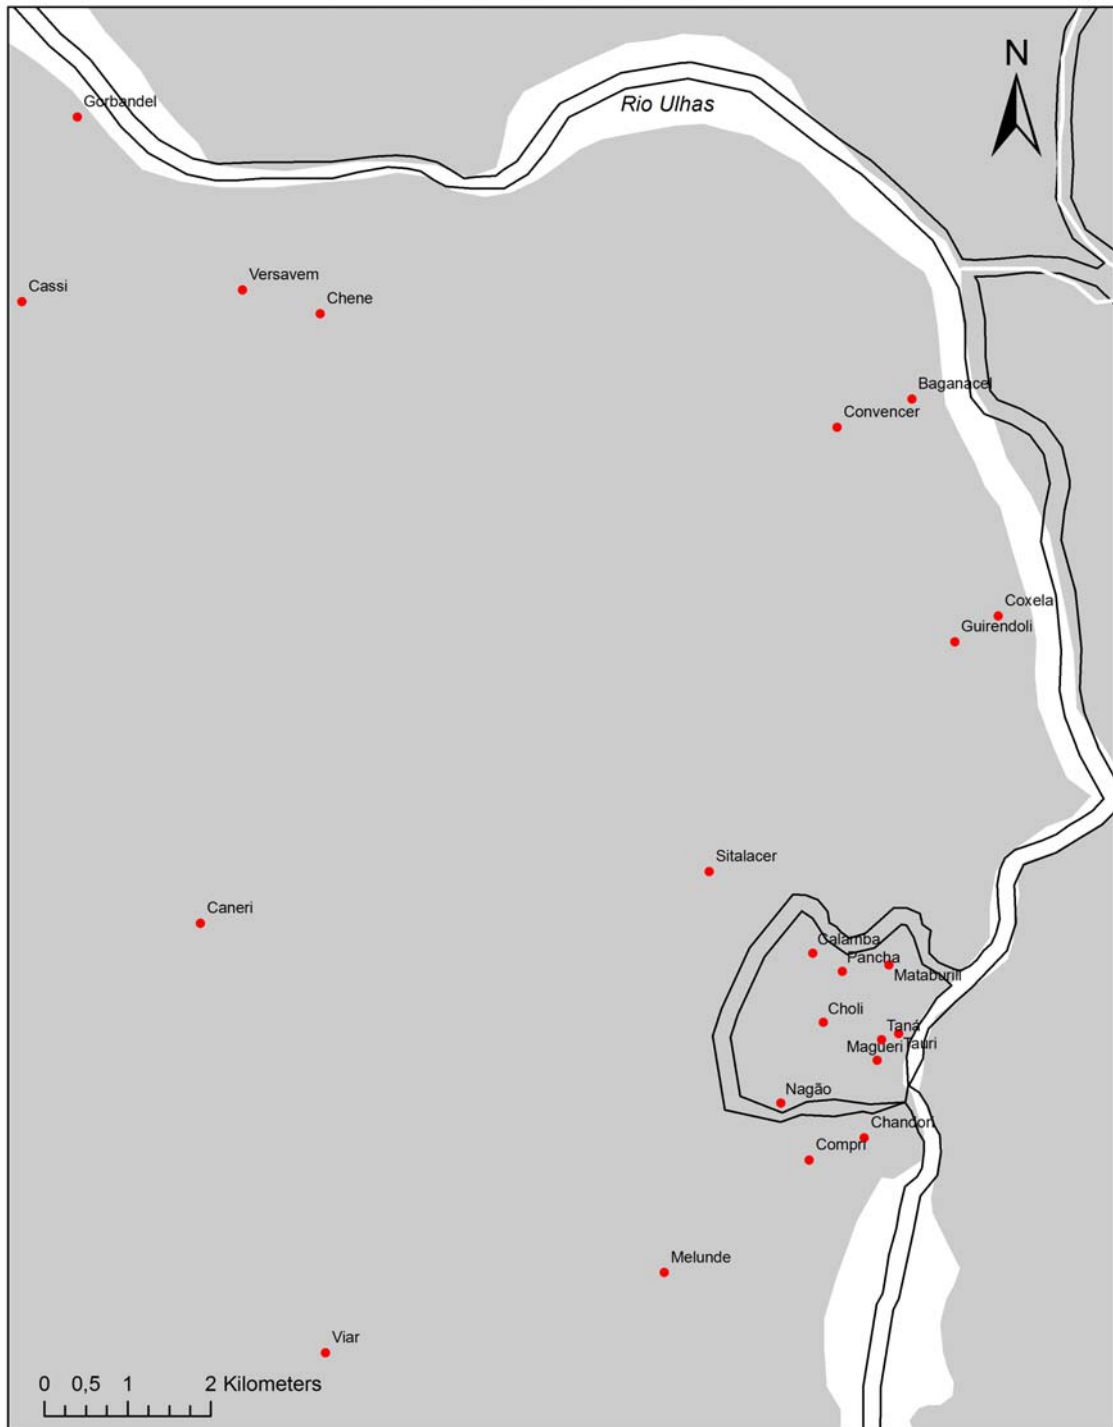 N
Rio Ulhas
Gorbandel
Versavem
Cassi
Chene
Baganacel
Convencer
Coxela
Guirendoli
Sitalacer
Caneri
Calamba
Pancha
Mataburili
Choli
Taná
Tauri
Magueri
Nagão
Chandori
Compri
Melunde
Viar
0 0,5 1 2 Kilometers